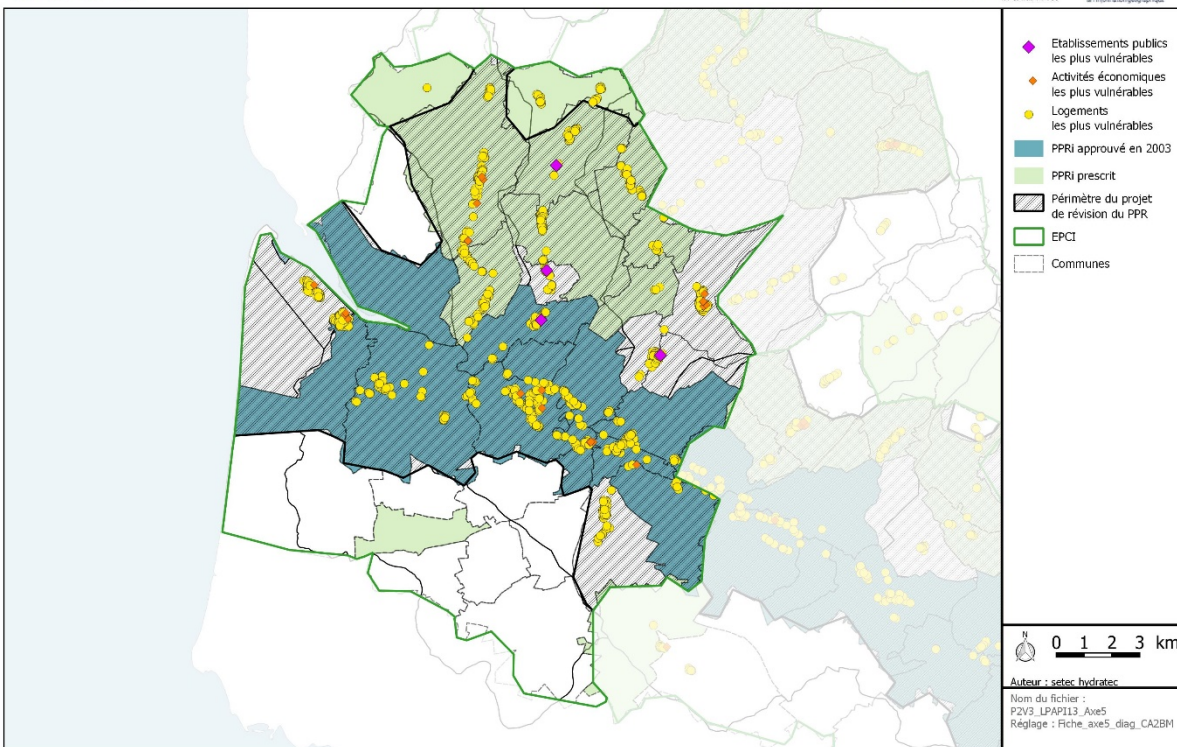 Etablissements publics
les plus vulnérables
Activités économiques
les plus vulnérables
Logements
les plus vulnérables
PPRi approuvé en 2003
PPRi prescrit
Périmètre du projet
de révision du PPR
EPCI
Communes
N
0 1 2 3 km
Auteur : setec hydratec
Nom du fichier :
P2V3_LPAPI13_Axe5
Réglage : Fiche_axe5_diag_CA2BM